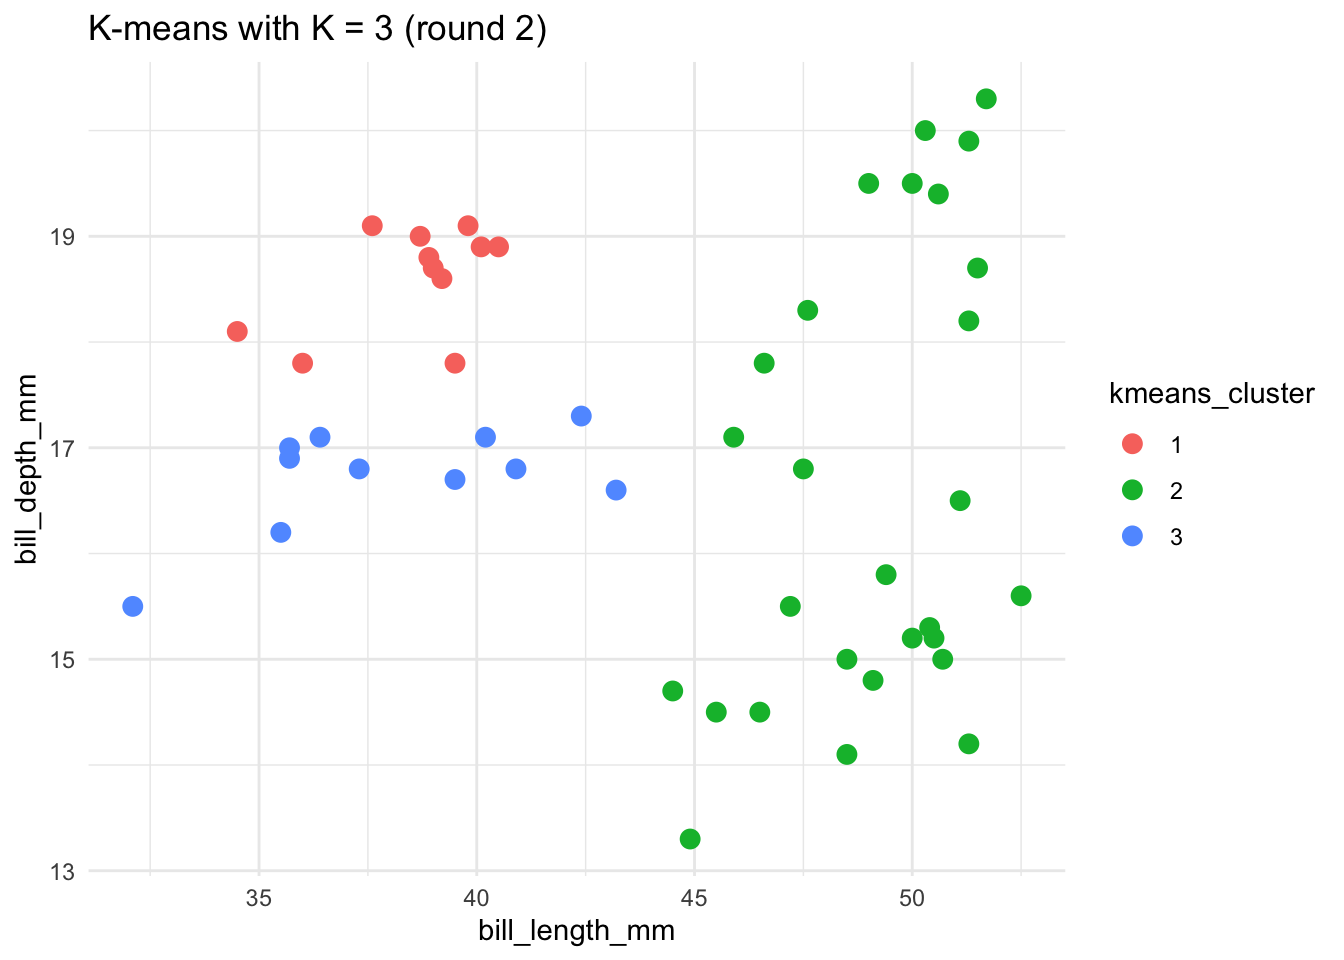 K-means with K = 3 (round 2)
19
17
15
13
bill_depth_mm
35 40 45 50
bill_length_mm
kmeans_cluster
1
2
3